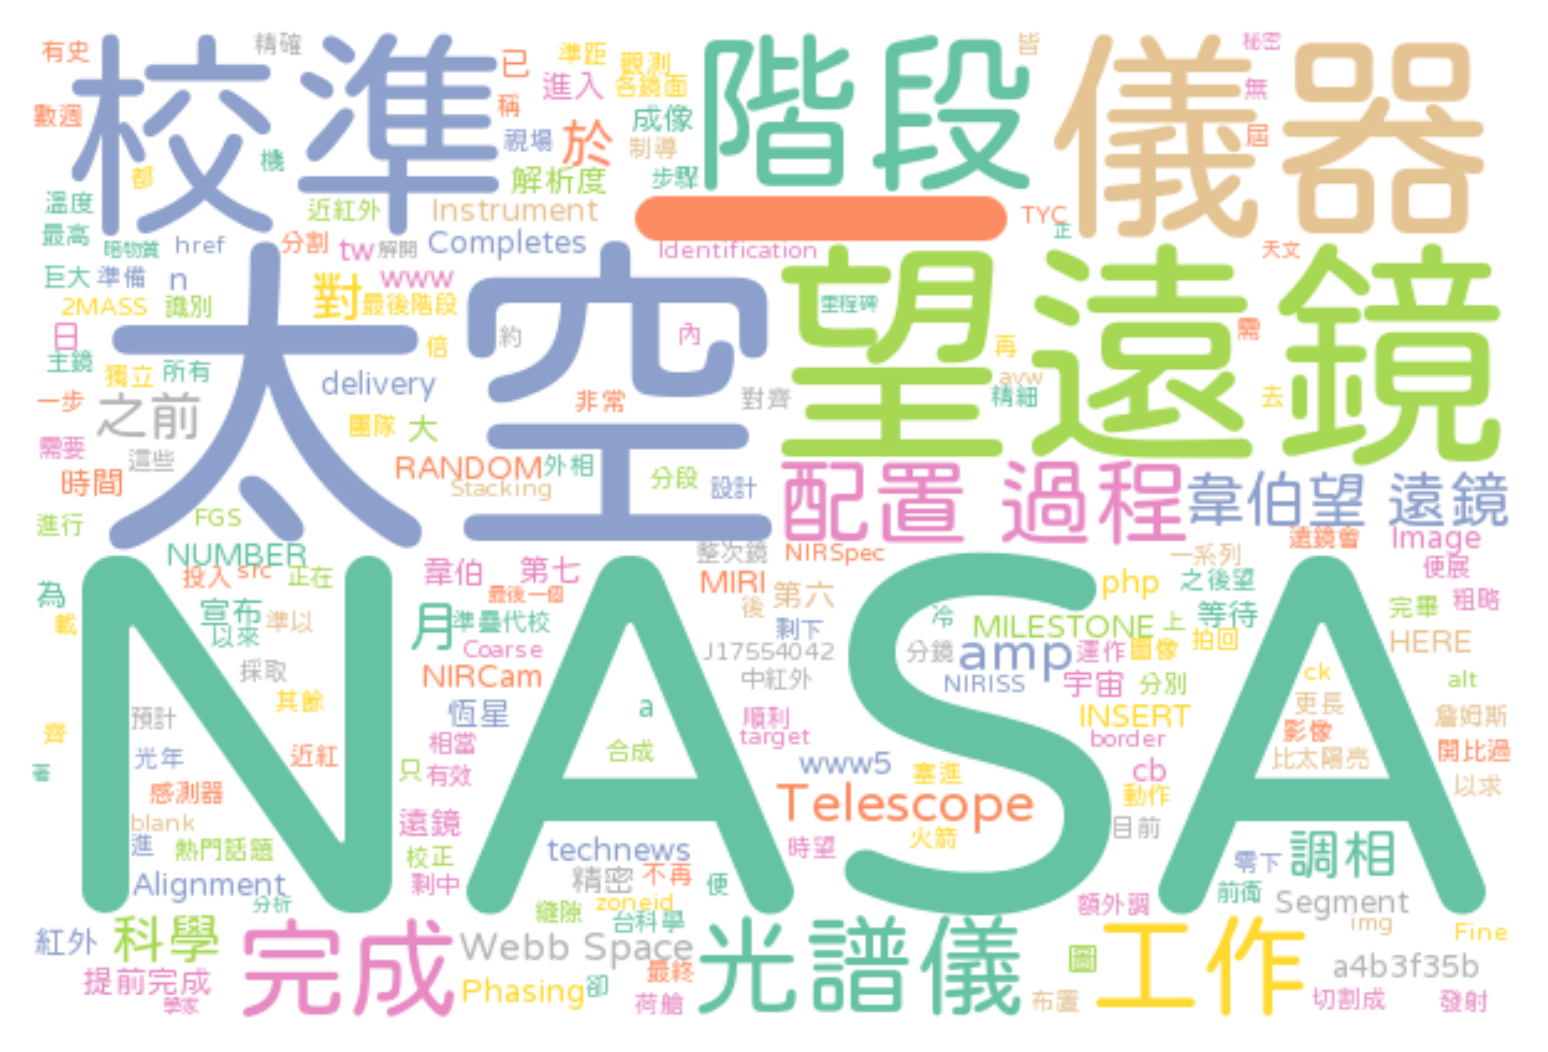 有史 精確 校準 已 準距 觀測 階段 皆 儀器 秘密
數週 稱 進入 各鏡面 無
機 視場 於 成像 制導 屆
都 解析度 步驟
溫度 近紅外 Instrument 一 TYC
最高 暗物質 href 分割 tw 解開 Completes Identification 正 天文
巨大 準備 n 對 www 太空 望遠鏡
2MASS 識別 最後階段 里程碑
日 倍 約 內 再 需
主鏡 獨立 所有 delivery avw
一步 之前 非常 對齊 精細 去
團隊 大
需要 這些 RANDOM 外相 分段 配置 過程 韋伯望 遠鏡
時間 Stacking 設計
進行 FGS
NUMBER 整次鏡 NIRSpec 一系列 遠鏡會 Image
投入 src 正在 韋伯 第七 MIRI php 之後望 便展
為 宣布 最後一個 後 第六 等待 完畢 粗略
載 以來 準以 月 準疊代校 剩下 冷 MILESTONE 上 拍回 HERE
NASA
採取 Coarse J17554042 分鏡 amp 運作 圖像
NIRCam 中紅外 NIRISS 宇宙 分別 ck alt
其餘 恆星 a 更長
齊 預計 順利 INSERT 影像 詹姆斯
光年 近紅 相當 合成 target border 比太陽亮 開比過
著 只 有效 www5 塞進 cb
感測器 Telescope 動作 以求
blank 遠鏡 火箭 目前
進 熱門話題 校正 technews 時望 零下 調相
Alignment 剩中 精密 不再 便 前衛
分析 縫隙 zoneid 額外調 Segment
紅外 科學 完成 Webb Space 台科學 光譜儀 工作 img Fine
提前完成 最終 圖 a4b3f35b
學家 Phasing 卻 荷艙 布置 切割成 發射